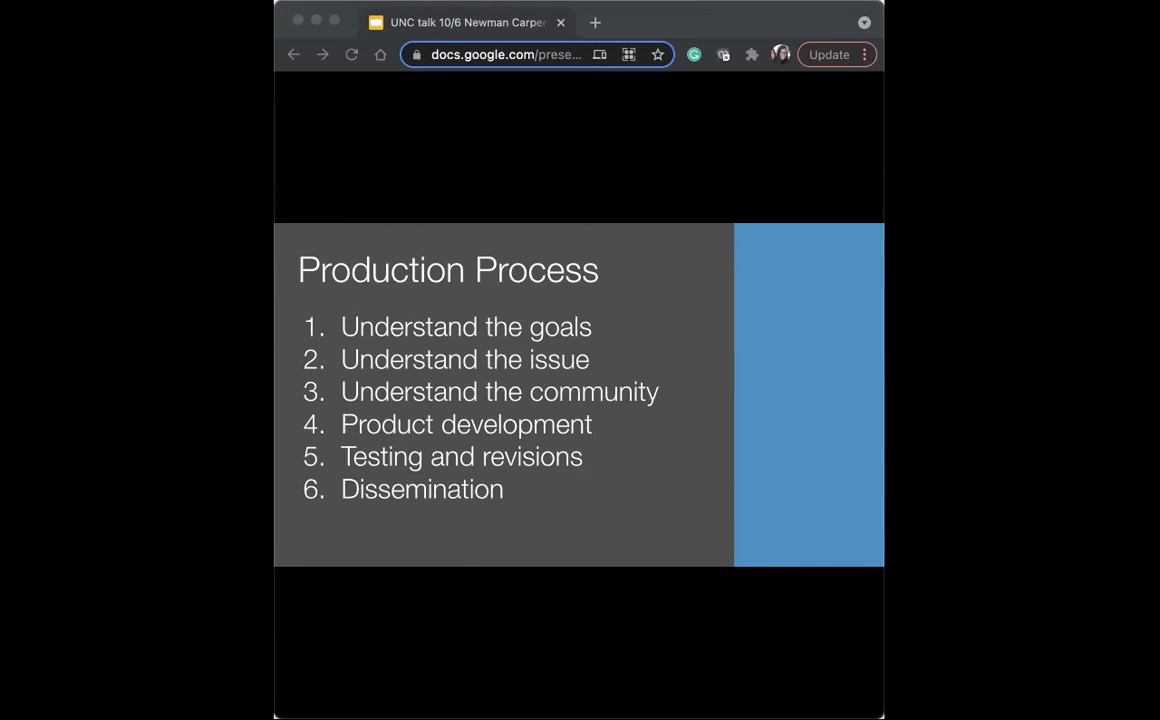 UNC talk 10/6 Newman Carpen
docs.google.com/prese...
Update
Production Process
1. Understand the goals
2. Understand the issue
3. Understand the community
4. Product development
5. Testing and revisions
6. Dissemination